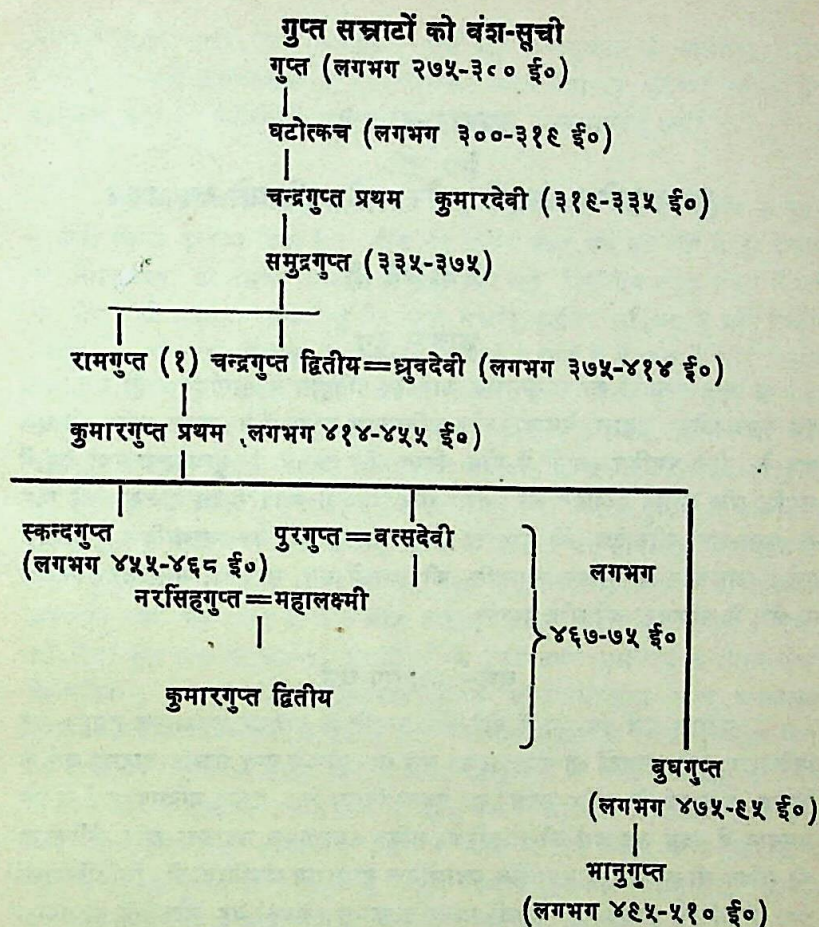 गुप्त सम्राटों को वंश-सूची
गुप्त (लगभग २७५-३०० ई०)
घटोत्कच (लगभग ३००-३१९ ई०)
चन्द्रगुप्त प्रथम कुमारदेवी (३१९-३३५ ई०)
समुद्रगुप्त (३३५-३७५)
रामगुप्त (१) चन्द्रगुप्त द्वितीय=ध्रुवदेवी (लगभग ३७५-४१४ ई०)
कुमारगुप्त प्रथम (लगभग ४१४-४५५ ई०)
स्कन्दगुप्त पुरगुप्त=वत्सदेवी
(लगभग ४५५-४६८ ई०) लगभग
नरसिहगुप्त=महालक्ष्मी
४६७-७५ ई०
कुमारगुप्त द्वितीय
बुघगुप्त
(लगभग ४७५-९५ ई०)
भानुगुप्त
(लगभग ४९५-५१० ई०)